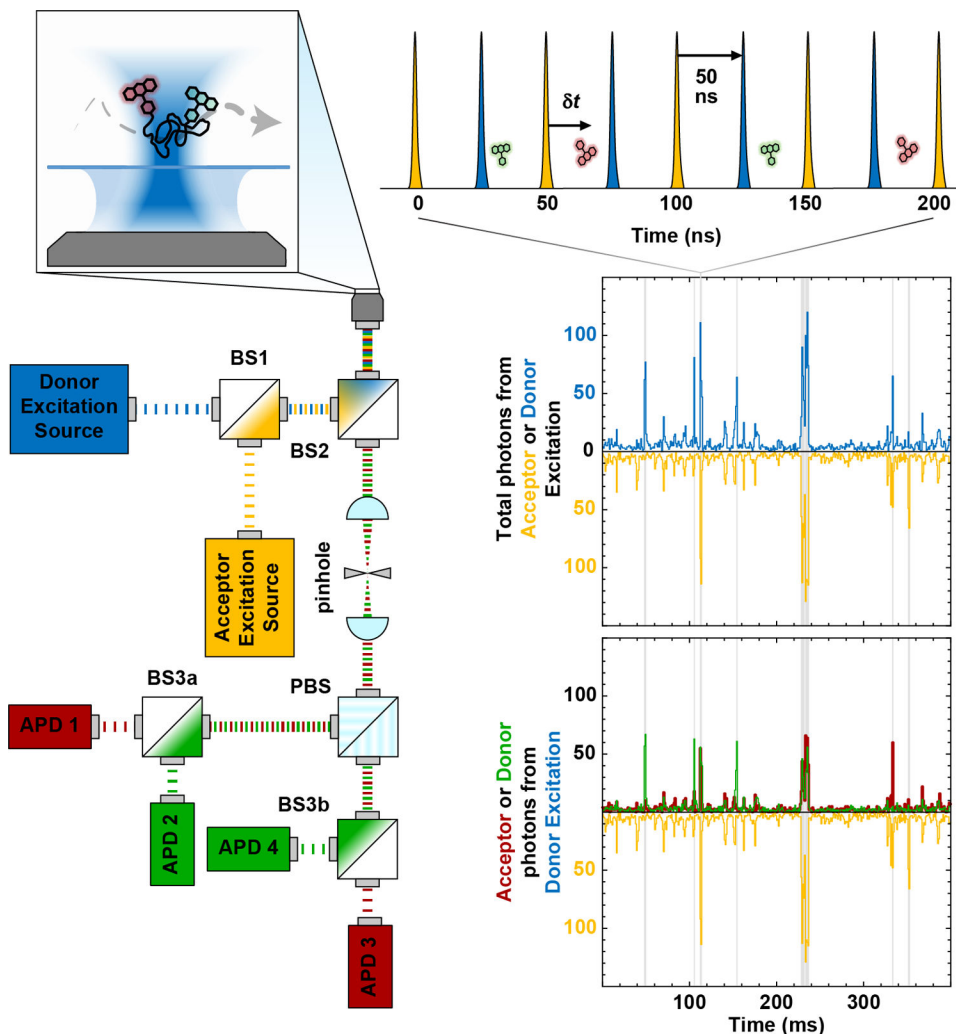 50
ns
δt
0
50
100
150
200
Time (ns)
BS1
Donor
Excitation
Source
BS2
Acceptor
Excitation
Source
pinhole
BS3a
PBS
APD 1
APD 2
APD 4
BS3b
APD 3
Total photons from
Acceptor or Donor
Excitation
100
50
0
50
100
Acceptor or Donor
photons from
Donor Excitation
100
50
0
50
100
100
200
300
Time (ms)